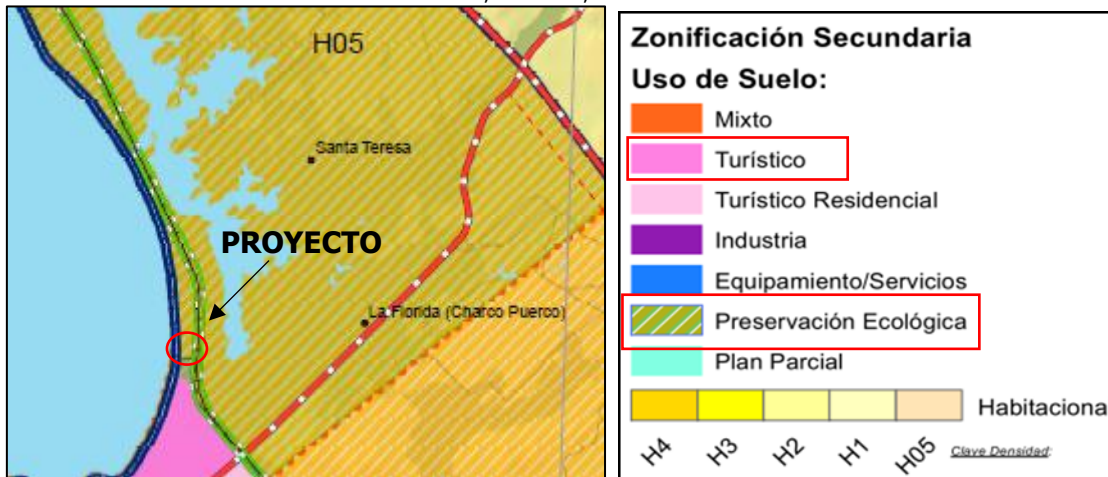 H05
Santa Teresa
PROYECTO
La Florida (Charco Puerco)
Zonificación Secundaria
Uso de Suelo:
Mixto
Turístico
Turístico Residencial
Industria
Equipamiento/Servicios
Preservación Ecológica
Plan Parcial
Habitaciona
H4 H3 H2 H1 H05 Clave Densidad: